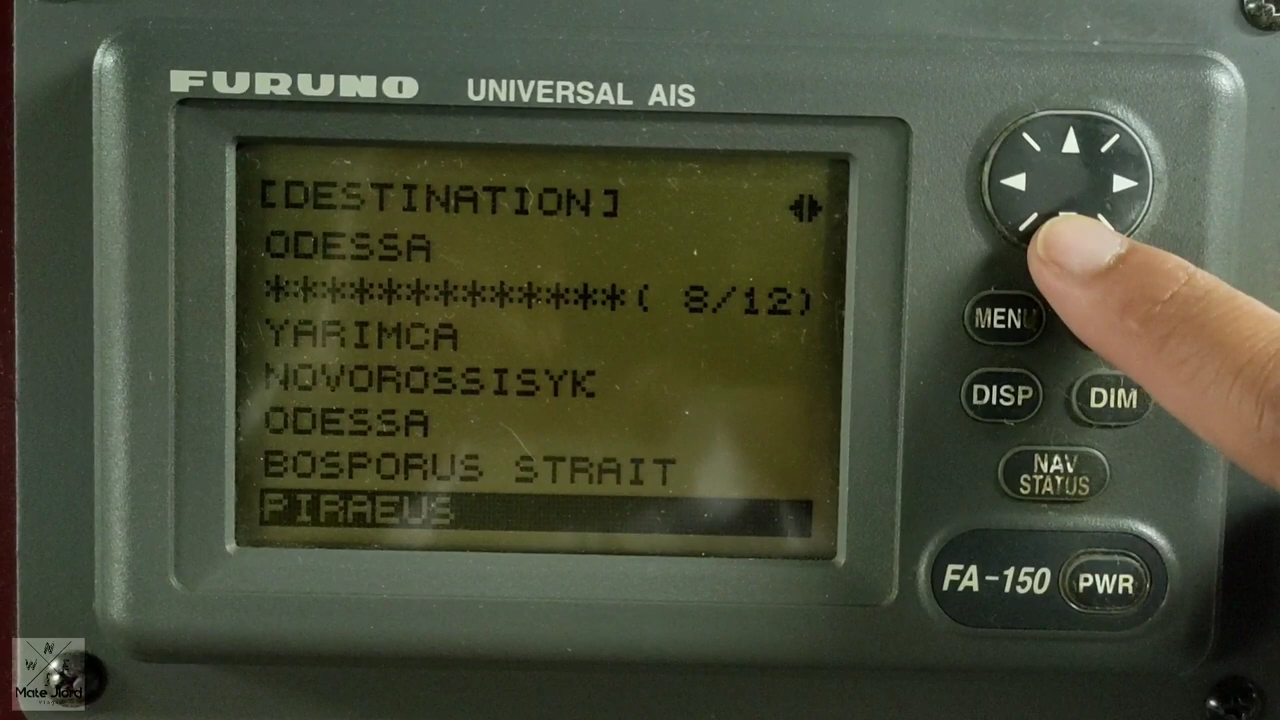 FURUNO UNIVERSAL AIS
[DESTINATION]
ODESSA
*************( 8/12)
YARIMCA
NOVOROSSISYK
ODESSA
BOSPORUS STRAIT
PIRAEUS
MENU
DISP
DIM
NAV
STATUS
FA-150
PWR
N
W E
S
Mate Jlord